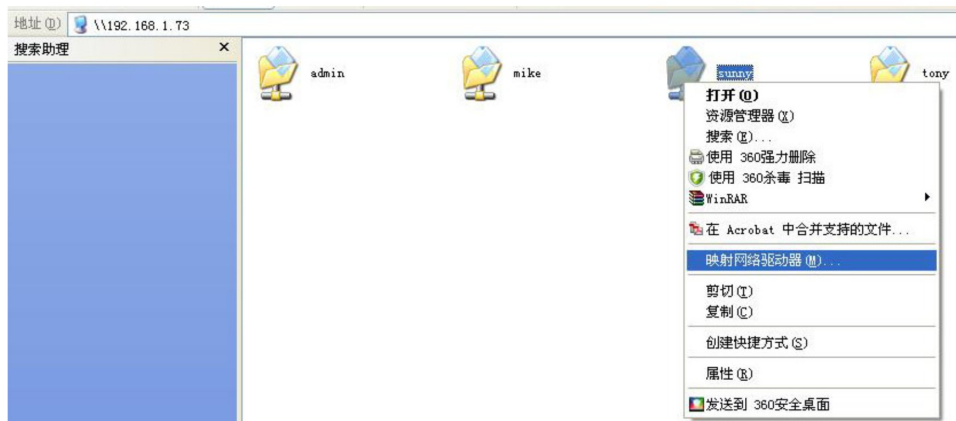 地址(D) \\192.168.1.73
搜索助理 ×
admin
mike
sunny
tony
打开(O)
资源管理器(X)
搜索(E)...
使用 360强力删除
使用 360杀毒 扫描
WinRAR
在 Acrobat 中合并支持的文件...
映射网络驱动器(M)...
剪切(T)
复制(C)
创建快捷方式(S)
属性(R)
发送到 360安全桌面